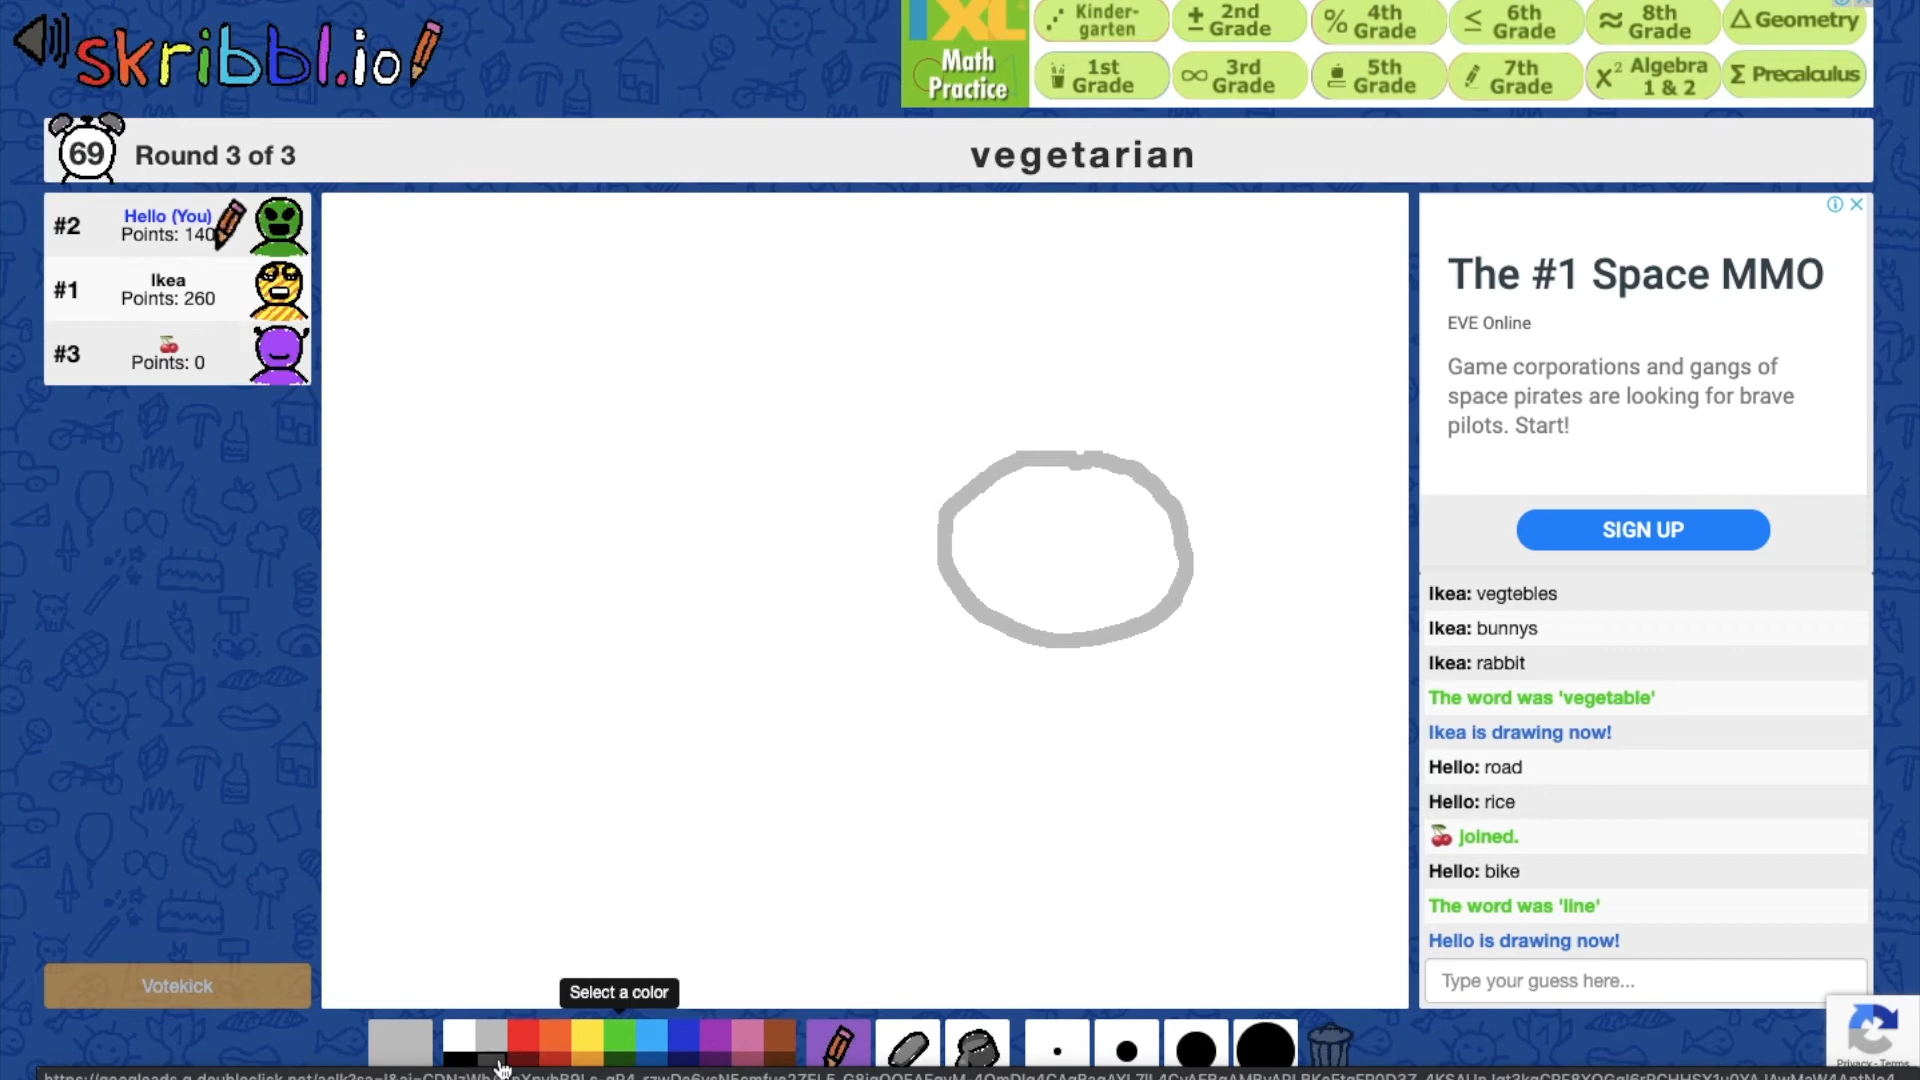 skribbl.io
IXL
Math
Practice
Kinder-
garten
2nd
Grade
4th
Grade
6th
Grade
8th
Grade
Geometry
1st
Grade
3rd
Grade
5th
Grade
7th
Grade
Algebra
1 & 2
Precalculus
69
Round 3 of 3
vegetarian
#2
Hello (You)
Points: 140
#1
Ikea
Points: 260
#3
Points: 0
The #1 Space MMO
EVE Online
Game corporations and gangs of
space pirates are looking for brave
pilots. Start!
SIGN UP
Ikea: vegtebles
Ikea: bunnys
Ikea: rabbit
The word was 'vegetable'
Ikea is drawing now!
Hello: road
Hello: rice
joined.
Hello: bike
The word was 'line'
Hello is drawing now!
Type your guess here...
Votekick
Select a color
Privacy - Terms